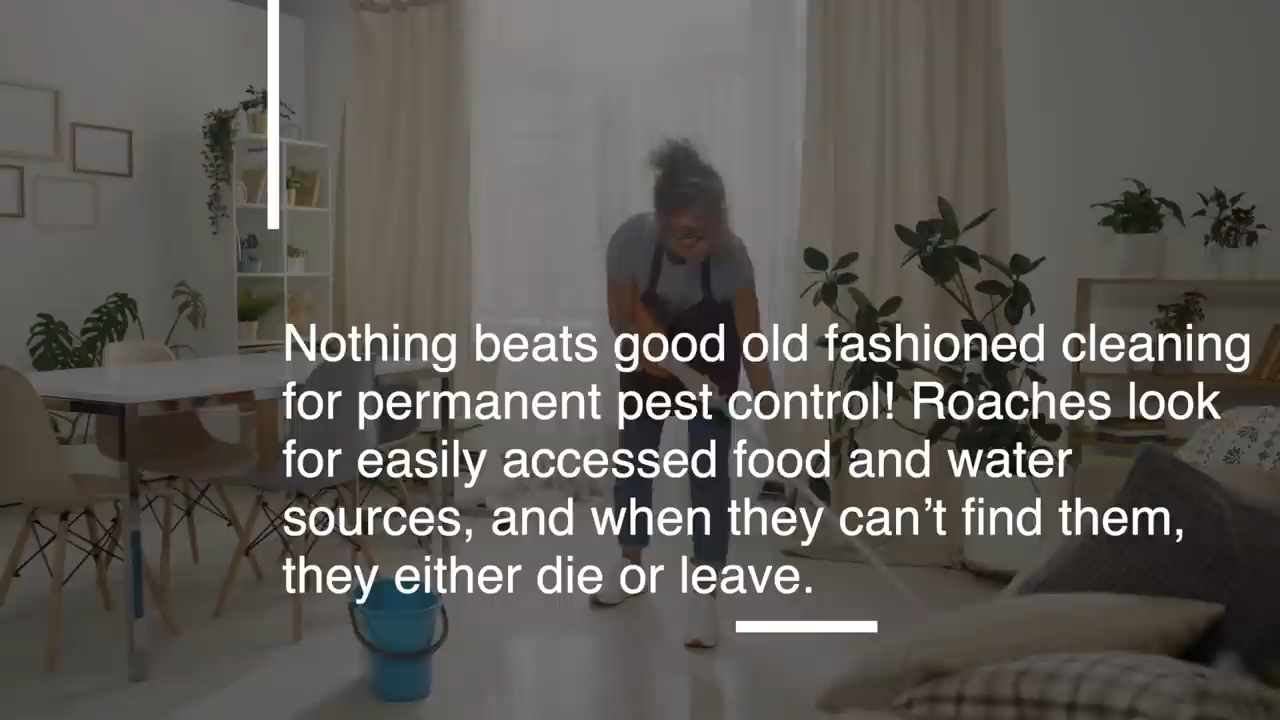 Nothing beats good old fashioned cleaning
for permanent pest control! Roaches look
for easily accessed food and water
sources, and when they can’t find them,
they either die or leave.